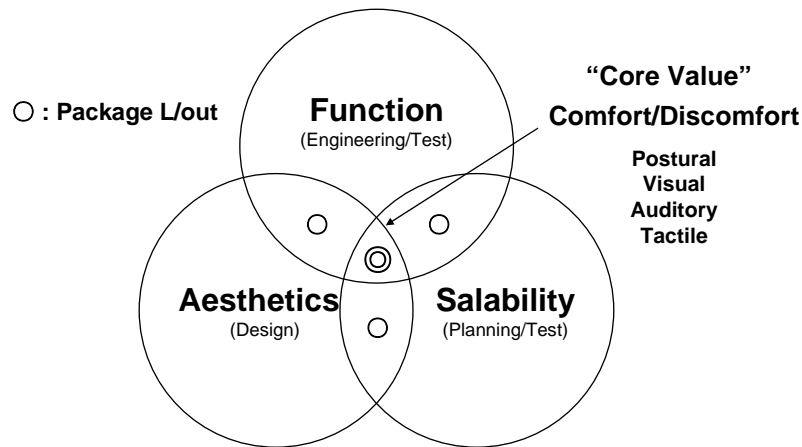 “Core Value”
○ : Package L/out
Function
(Engineering/Test)
Comfort/Discomfort
Postural
Visual
Auditory
Tactile
Aesthetics
(Design)
Salability
(Planning/Test)